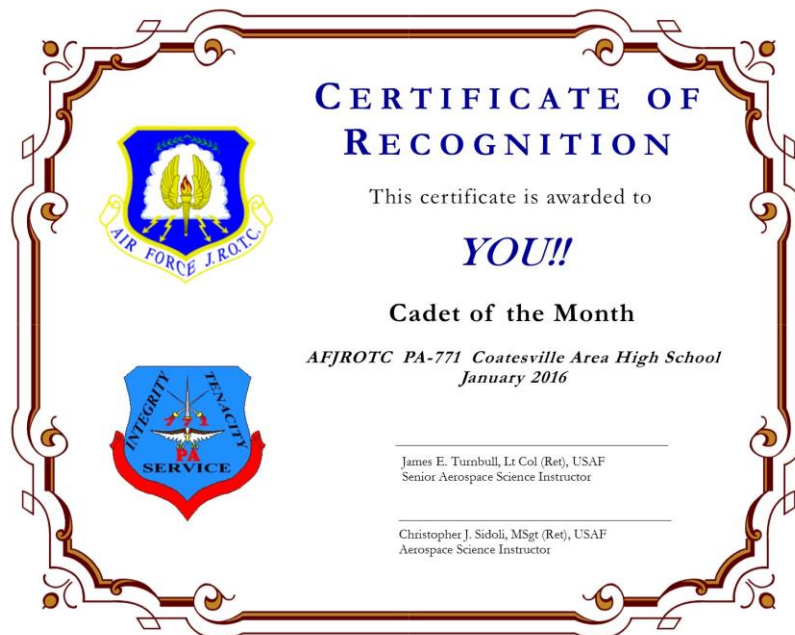 CERTIFICATE OF
RECOGNITION
This certificate is awarded to
YOU!!
Cadet of the Month
AFJROTC PA-771 Coatesville Area High School
January 2016
AIR FORCE J.R.O.T.C.
INTEGRITY
TENACITY
771
PA
SERVICE
James E. Turnbull, Lt Col (Ret), USAF
Senior Aerospace Science Instructor
Christopher J. Sidoli, MSgt (Ret), USAF
Aerospace Science Instructor